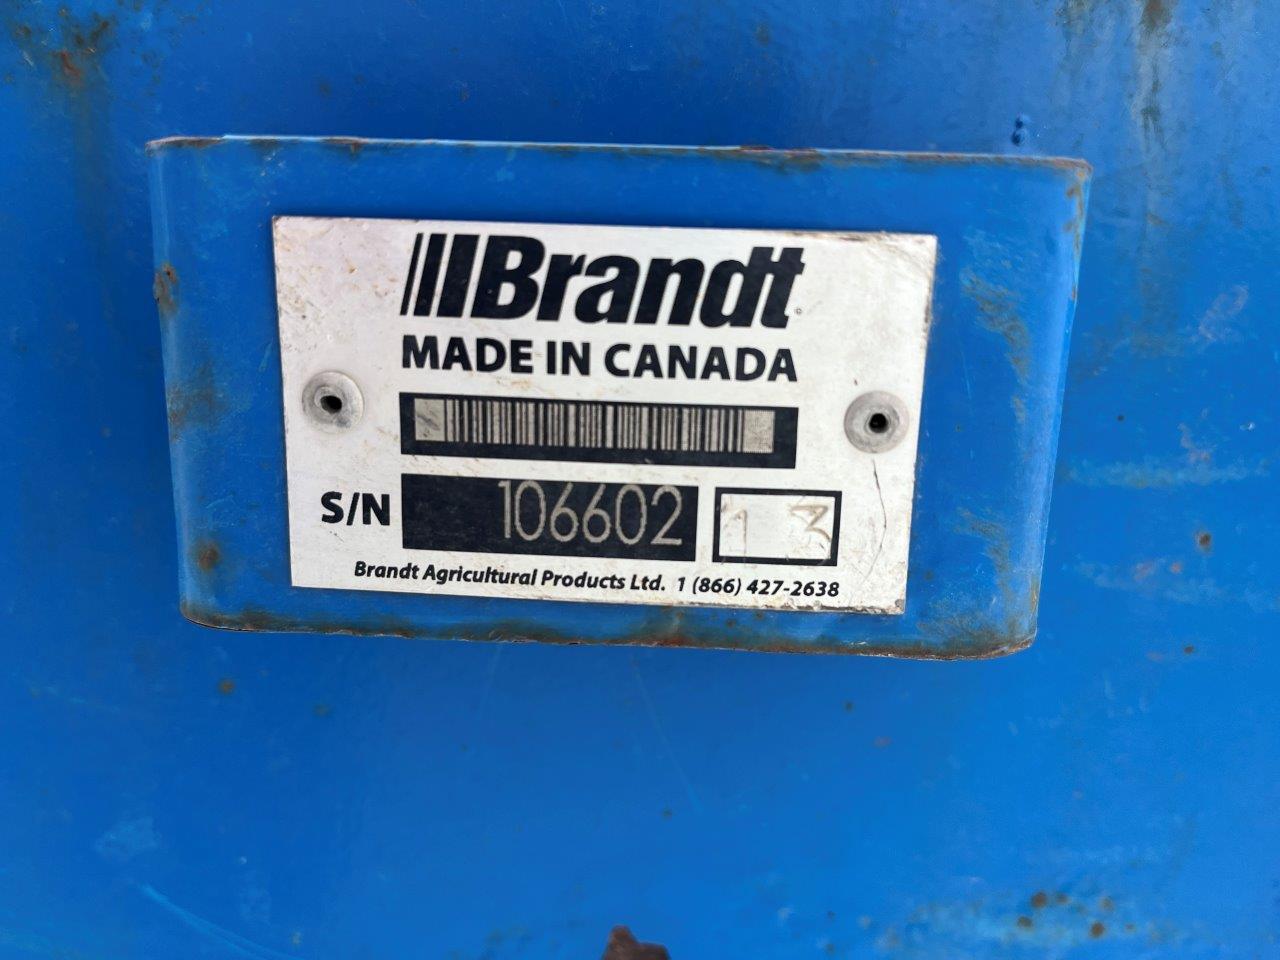 Brandt
MADE IN CANADA
S/N 106602 13
Brandt Agricultural Products Ltd. 1 (866) 427-2638